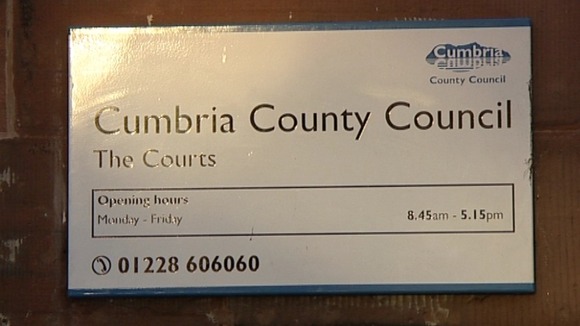 Cumbria
County Council
Cumbria County Council
The Courts
Opening hours
Monday - Friday 8.45am - 5.15pm
01228 606060